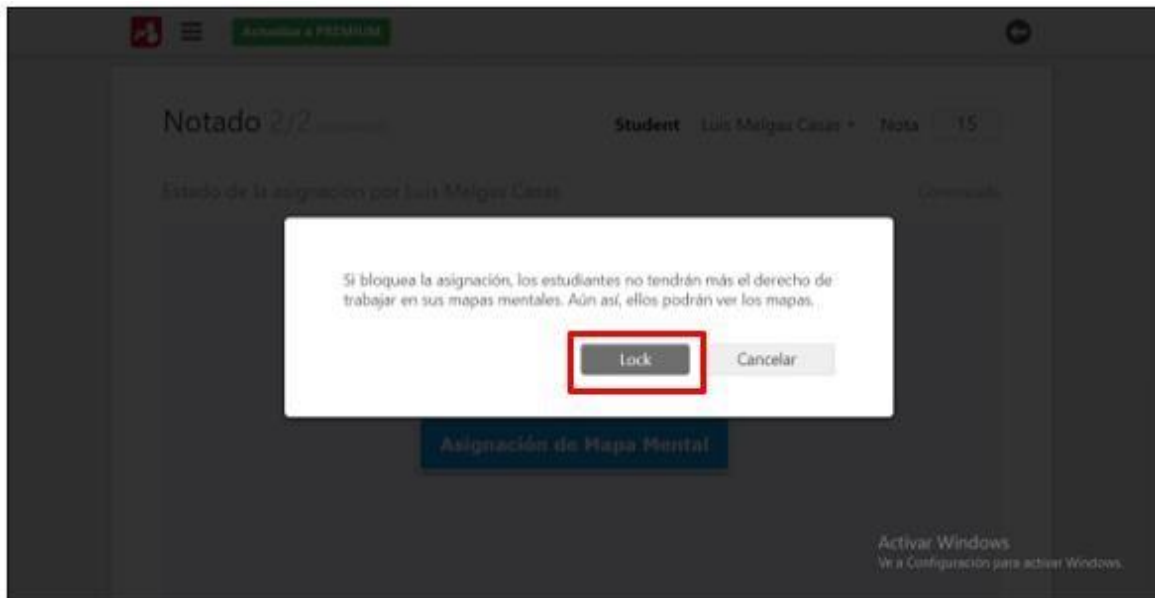 Actualiza a PREMIUM
Notado 2/2
Student Luis Melgas Casas Nota 15
Estado de la asignación por Luis Melgas Casas
Si bloquea la asignación, los estudiantes no tendrán más el derecho de
trabajar en sus mapas mentales. Aún así, ellos podrán ver los mapas.
Lock Cancelar
Asignación de Mapa Mental
Activar Windows
Ve a Configuración para activar Windows.